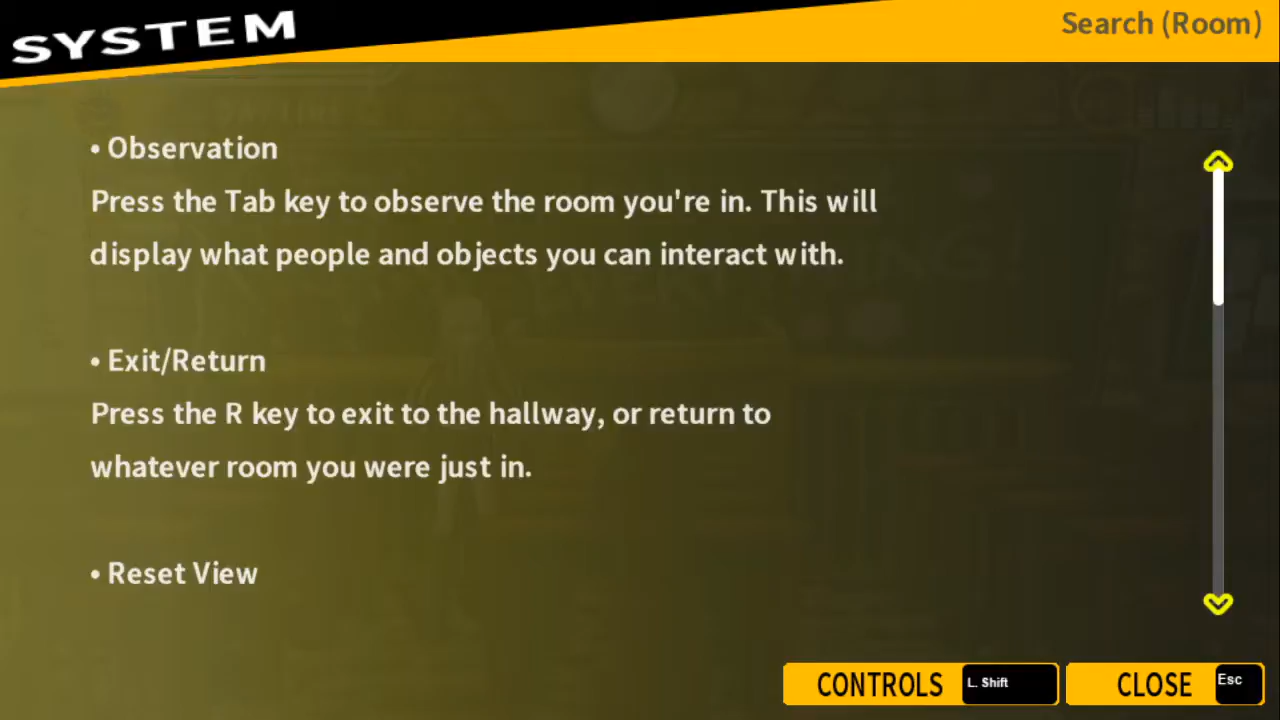 SYSTEM
Search (Room)
• Observation
Press the Tab key to observe the room you're in. This will
display what people and objects you can interact with.
• Exit/Return
Press the R key to exit to the hallway, or return to
whatever room you were just in.
• Reset View
CONTROLS L. Shift CLOSE Esc